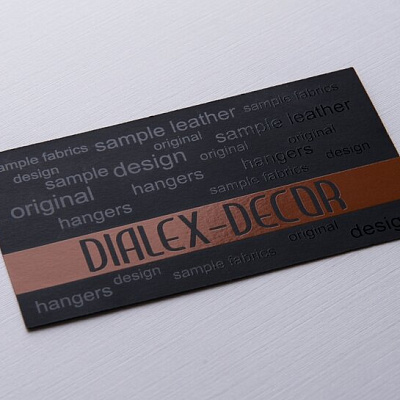 sample fabrics
sample leather
sample fabrics
design
original
sample leather
sample design
original
original
hangers
design
original
hangers
sample fabrics
hangers
DIALEX-DECOR
hangers
design
sample fabrics
original
design